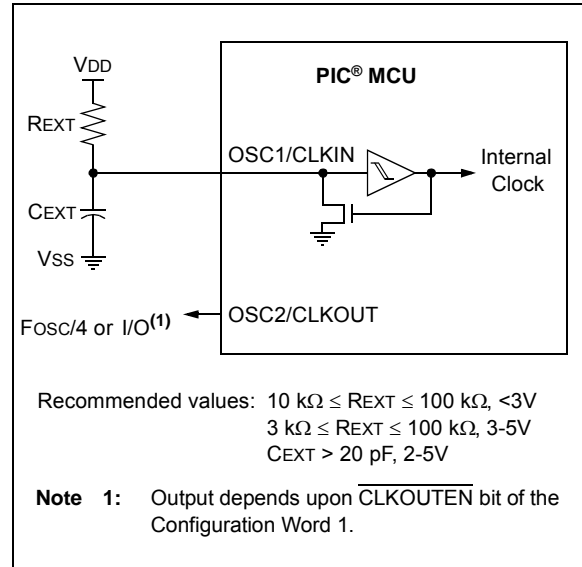 VDD
PIC® MCU
REXT
OSC1/CLKIN
Internal
Clock
CEXT
VSS
OSC2/CLKOUT
FOSC/4 or I/O(1)
Recommended values: 10 kΩ ≤ REXT ≤ 100 kΩ, <3V
3 kΩ ≤ REXT ≤ 100 kΩ, 3-5V
CEXT > 20 pF, 2-5V
Note 1: Output depends upon CLKOUTEN bit of the
Configuration Word 1.